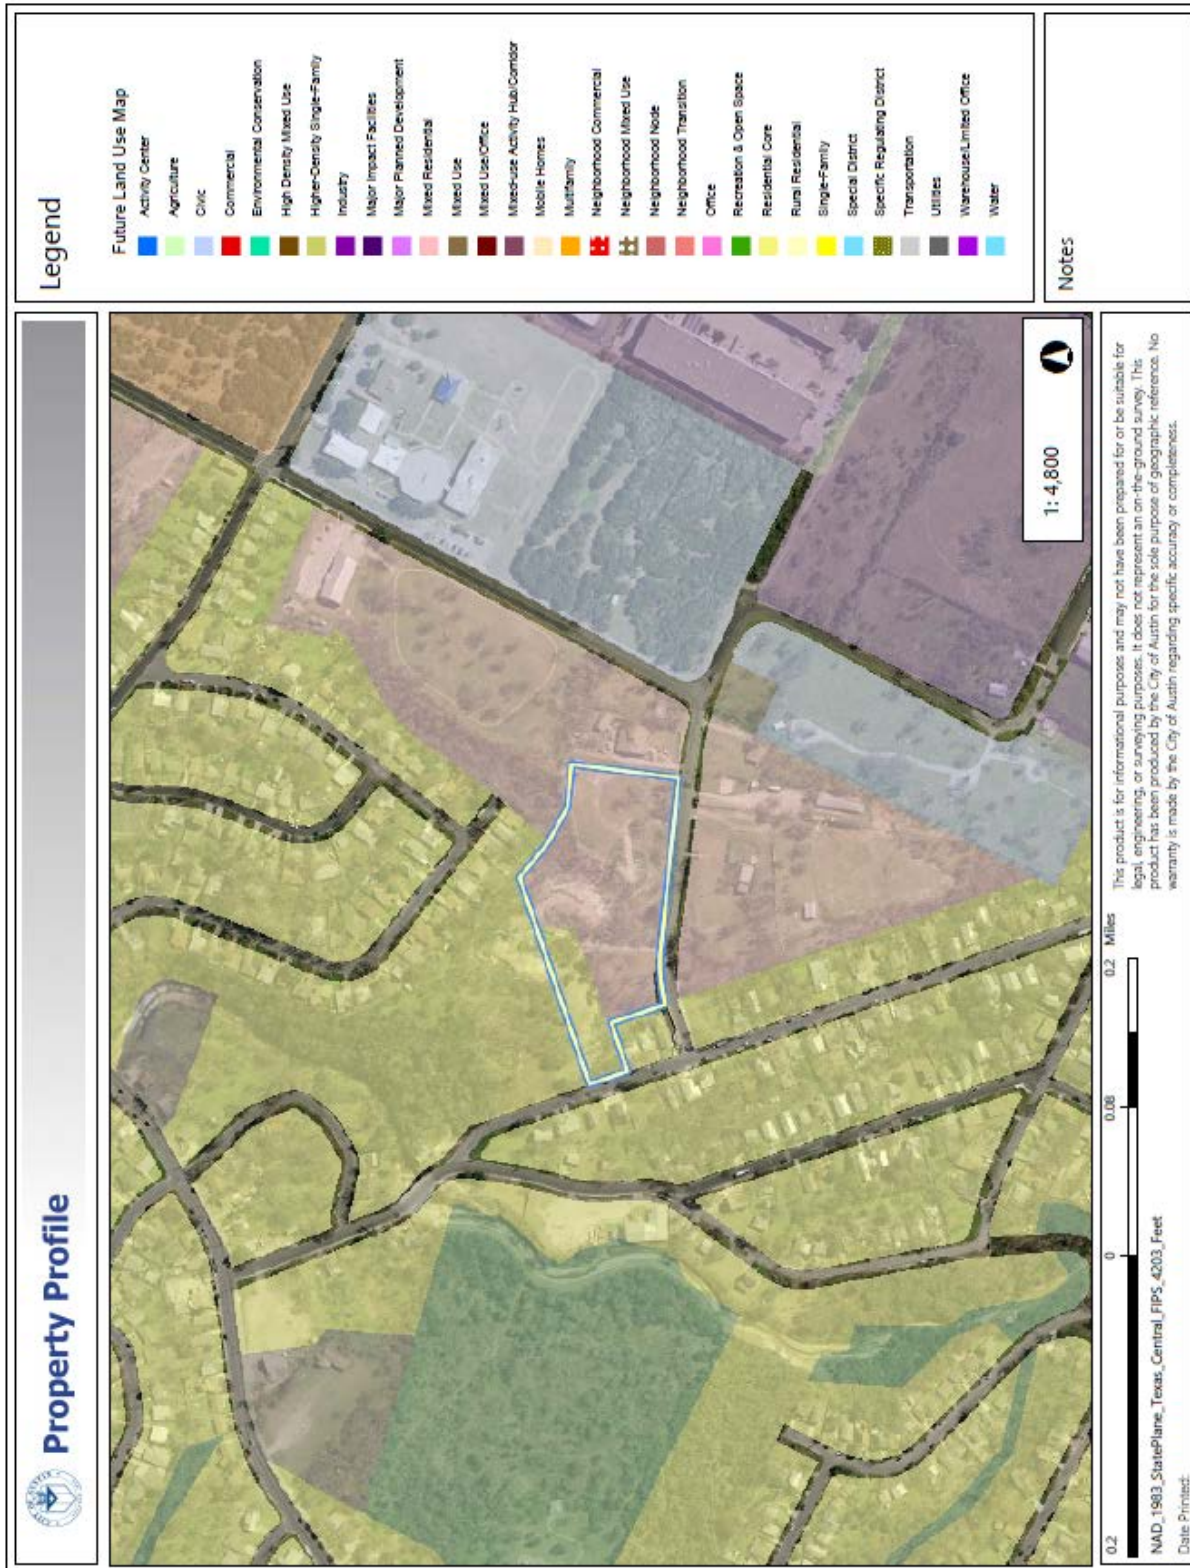 Property Profile
Legend
Future Land Use Map
Activity Center
Agriculture
Civic
Commercial
Environmental Conservation
High Density Mixed Use
Higher-Density Single-Family
Industry
Major Impact Facilities
Major Planned Development
Mixed Residential
Mixed Use
Mixed Use/Office
Mixed-use Activity Hub/Corridor
Mobile Homes
Multifamily
Neighborhood Commercial
Neighborhood Mixed Use
Neighborhood Node
Neighborhood Transition
Office
Recreation & Open Space
Residential Core
Rural Residential
Single-Family
Special District
Specific Regulating District
Transportation
Utilities
Warehouse/Limited Office
Water
1: 4,800
Notes
0.2 0 0.08 0.2 Miles
NAD_1983_StatePlane_Texas_Central_FIPS_4203_Feet
Date Printed:
This product is for informational purposes and may not have been prepared for or be suitable for
legal, engineering, or surveying purposes. It does not represent an on-the-ground survey. This
product has been produced by the City of Austin for the sole purpose of geographic reference. No
warranty is made by the City of Austin regarding specific accuracy or completeness.